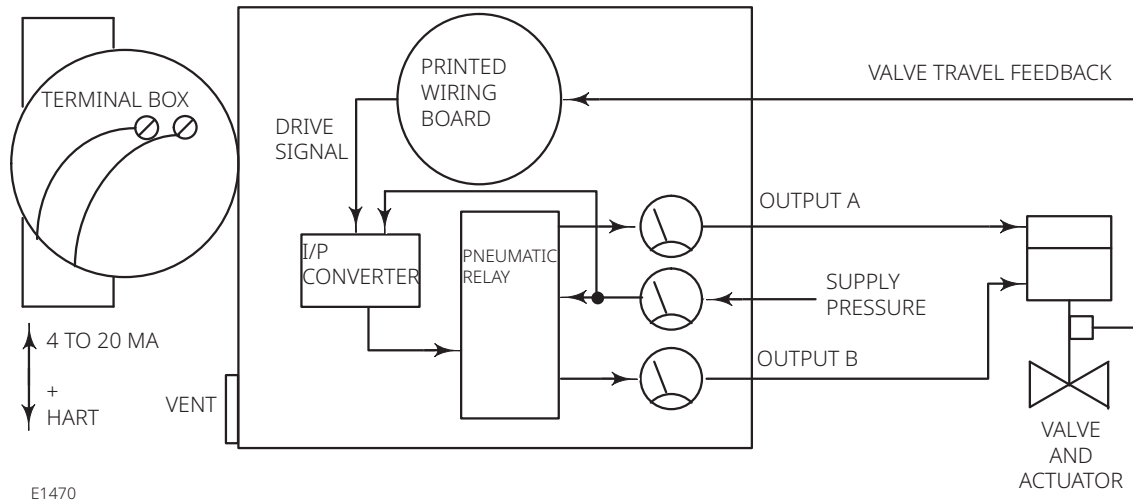 TERMINAL BOX
4 TO 20 MA
+
HART
VENT
PRINTED
WIRING
BOARD
DRIVE
SIGNAL
I/P
CONVERTER
PNEUMATIC
RELAY
VALVE TRAVEL FEEDBACK
OUTPUT A
SUPPLY
PRESSURE
OUTPUT B
VALVE
AND
ACTUATOR
E1470